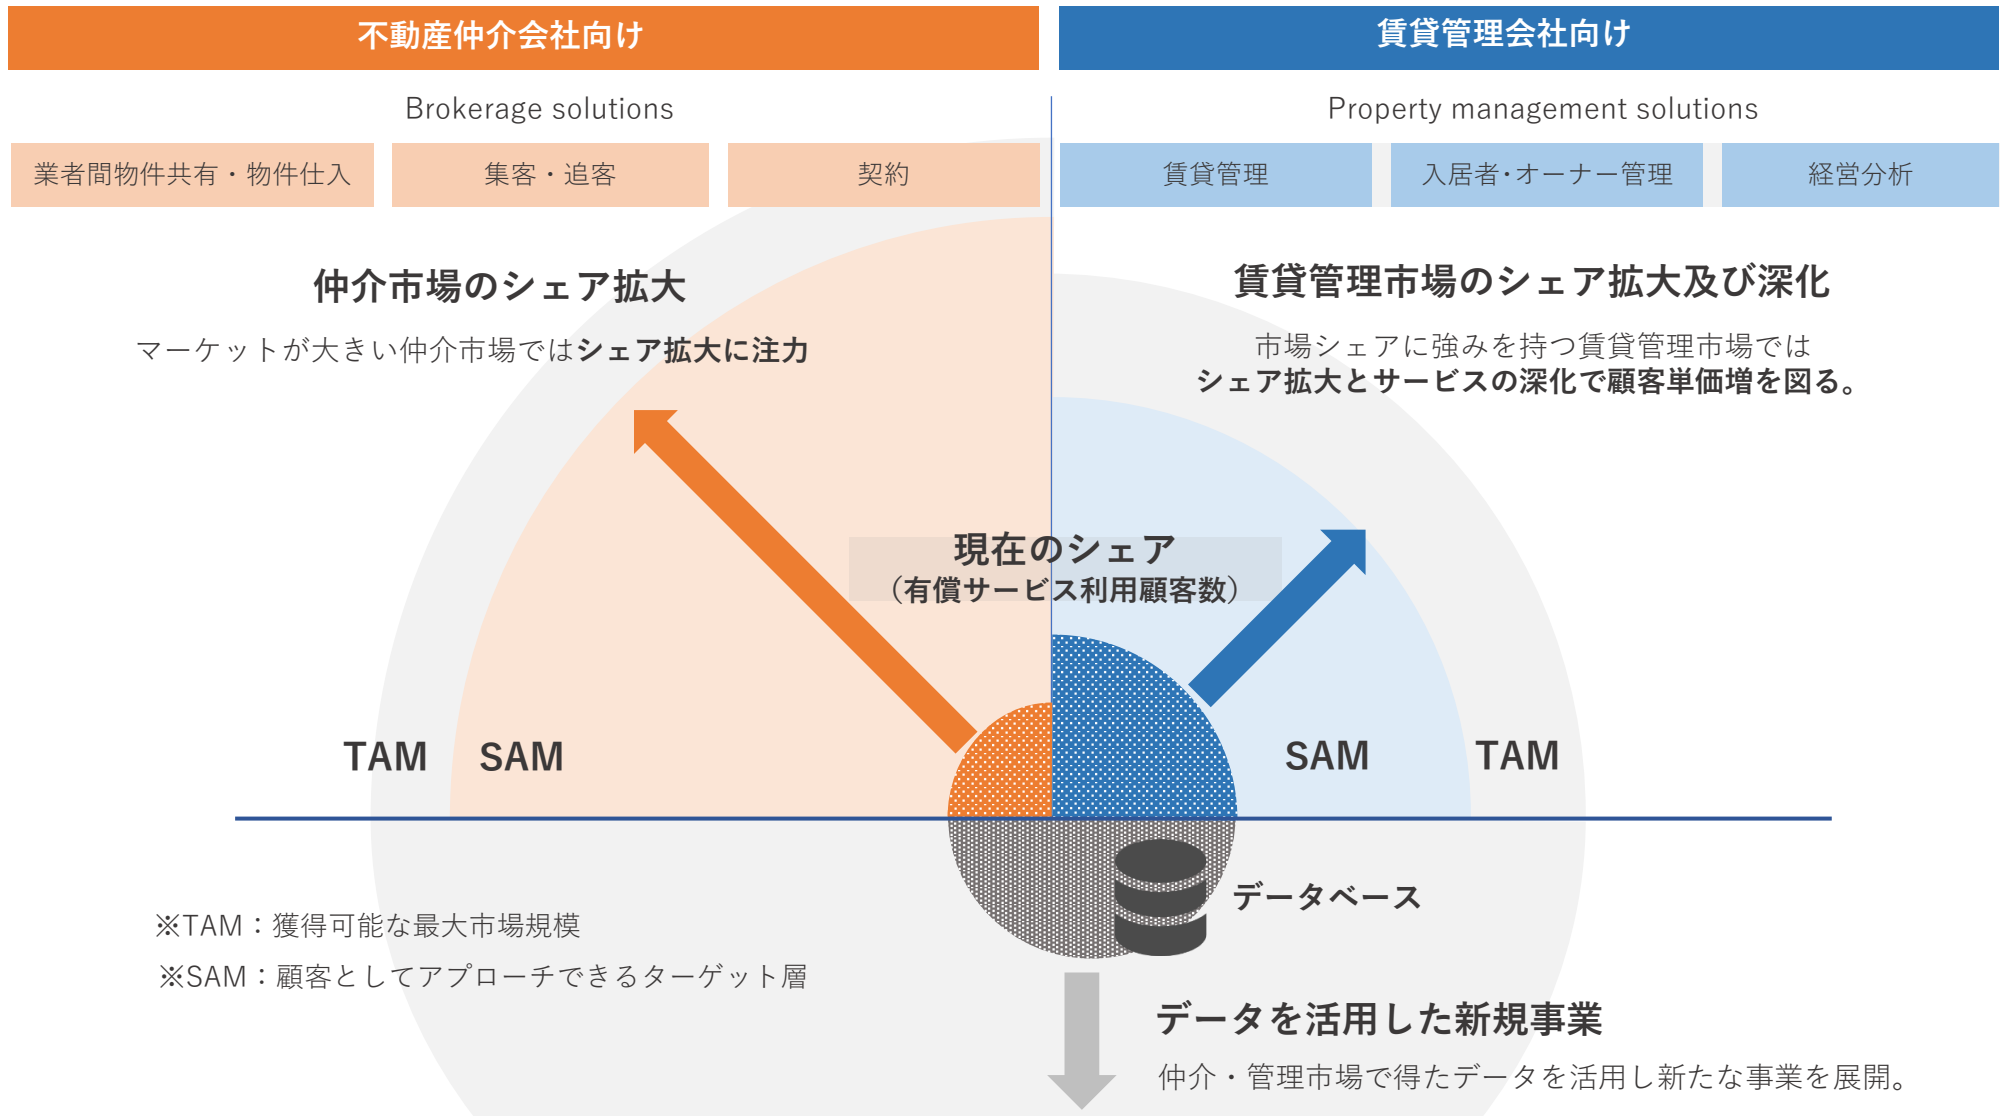 不動産仲介会社向け
賃貸管理会社向け
Brokerage solutions
Property management solutions
業者間物件共有・物件仕入
集客・追客
契約
賃貸管理
入居者・オーナー管理
経営分析
仲介市場のシェア拡大
マーケットが大きい仲介市場ではシェア拡大に注力
賃貸管理市場のシェア拡大及び深化
市場シェアに強みを持つ賃貸管理市場では
シェア拡大とサービスの深化で顧客単価増を図る。
現在のシェア
（有償サービス利用顧客数）
TAM
SAM
SAM
TAM
データベース
※TAM：獲得可能な最大市場規模
※SAM：顧客としてアプローチできるターゲット層
データを活用した新規事業
仲介・管理市場で得たデータを活用し新たな事業を展開。